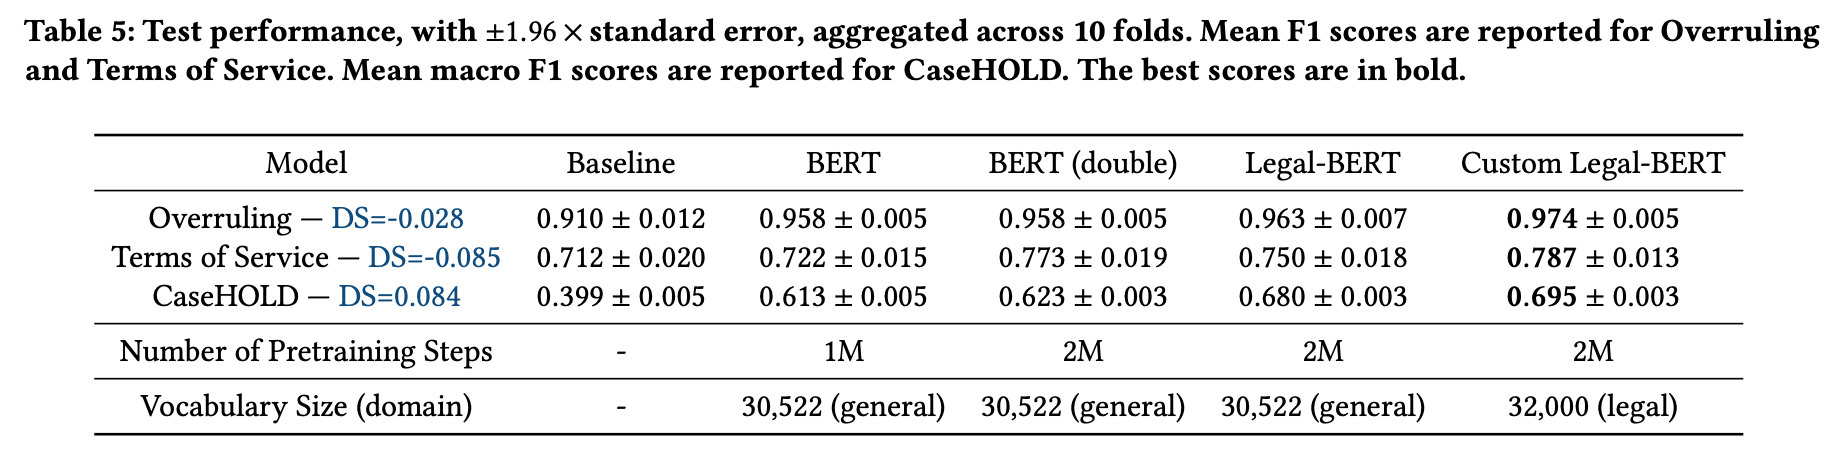 Table 5: Test performance, with ±1.96 × standard error, aggregated across 10 folds. Mean F1 scores are reported for Overruling
and Terms of Service. Mean macro F1 scores are reported for CaseHOLD. The best scores are in bold.
Model Baseline BERT BERT (double) Legal-BERT Custom Legal-BERT
Overruling — DS=-0.028 0.910 ± 0.012 0.958 ± 0.005 0.958 ± 0.005 0.963 ± 0.007 0.974 ± 0.005
Terms of Service — DS=-0.085 0.712 ± 0.020 0.722 ± 0.015 0.773 ± 0.019 0.750 ± 0.018 0.787 ± 0.013
CaseHOLD — DS=0.084 0.399 ± 0.005 0.613 ± 0.005 0.623 ± 0.003 0.680 ± 0.003 0.695 ± 0.003
Number of Pretraining Steps - 1M 2M 2M 2M
Vocabulary Size (domain) - 30,522 (general) 30,522 (general) 30,522 (general) 32,000 (legal)